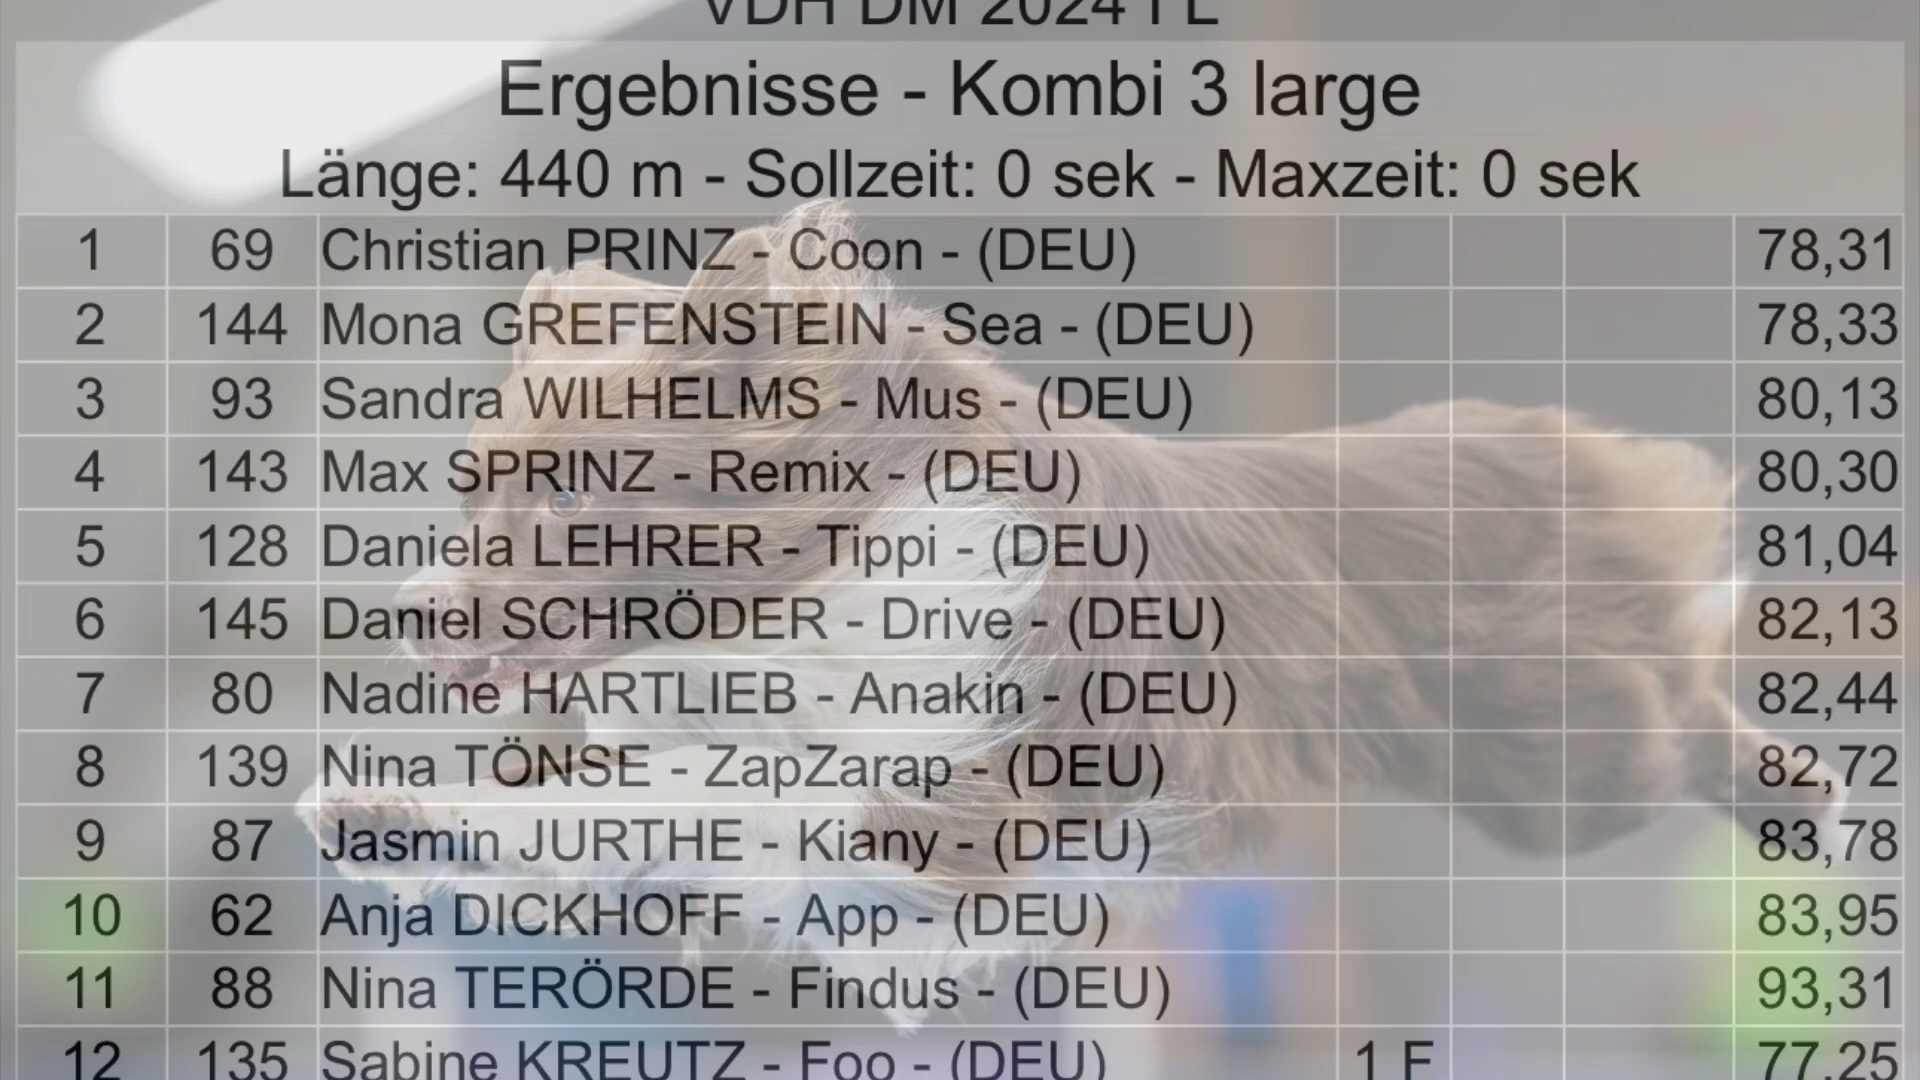 VDH DM 2024
Ergebnisse - Kombi 3 large
Länge: 440 m - Sollzeit: 0 sek - Maxzeit: 0 sek
1 69 Christian PRINZ - Coon - (DEU) 78,31
2 144 Mona GREFENSTEIN - Sea - (DEU) 78,33
3 93 Sandra WILHELMS - Mus - (DEU) 80,13
4 143 Max SPRINZ - Remix - (DEU) 80,30
5 128 Daniela LEHRER - Tippi - (DEU) 81,04
6 145 Daniel SCHRÖDER - Drive - (DEU) 82,13
7 80 Nadine HARTLIEB - Anakin - (DEU) 82,44
8 139 Nina TÖNSE - ZapZarap - (DEU) 82,72
9 87 Jasmin JURTHE - Kiany - (DEU) 83,78
10 62 Anja DICKHOFF - App - (DEU) 83,95
11 88 Nina TERÖRDE - Findus - (DEU) 93,31
12 135 Sabine KREUTZ - Foo - (DEU) 1 F 77,25